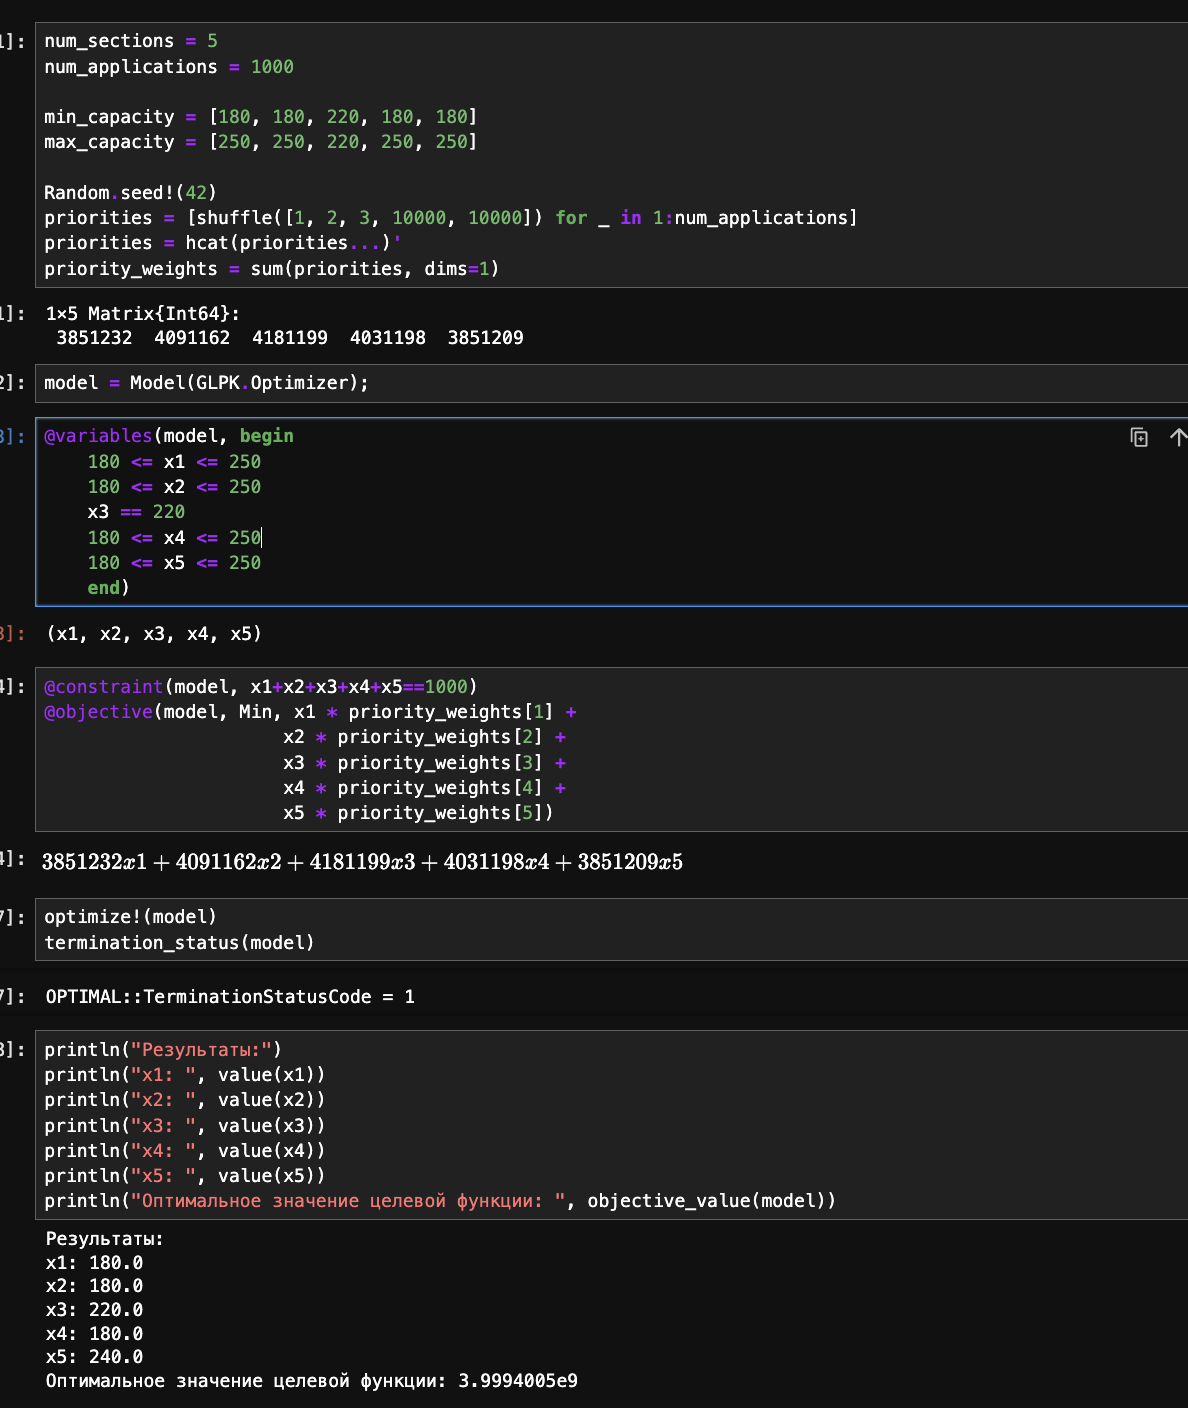 1]:
num_sections = 5
num_applications = 1000
min_capacity = [180, 180, 220, 180, 180]
max_capacity = [250, 250, 220, 250, 250]
Random.seed!(42)
priorities = [shuffle([1, 2, 3, 10000, 10000]) for _ in 1:num_applications]
priorities = hcat(priorities...)'
priority_weights = sum(priorities, dims=1)
1]: 1×5 Matrix{Int64}:
3851232 4091162 4181199 4031198 3851209
2]: model = Model(GLPK.Optimizer);
3]: @variables(model, begin
180 <= x1 <= 250
180 <= x2 <= 250
x3 == 220
180 <= x4 <= 250
180 <= x5 <= 250
end)
3]: (x1, x2, x3, x4, x5)
4]: @constraint(model, x1+x2+x3+x4+x5==1000)
@objective(model, Min, x1 * priority_weights[1] +
x2 * priority_weights[2] +
x3 * priority_weights[3] +
x4 * priority_weights[4] +
x5 * priority_weights[5])
4]: 3851232x1 + 4091162x2 + 4181199x3 + 4031198x4 + 3851209x5
7]: optimize!(model)
termination_status(model)
7]: OPTIMAL::TerminationStatusCode = 1
8]: println("Результаты:")
println("x1: ", value(x1))
println("x2: ", value(x2))
println("x3: ", value(x3))
println("x4: ", value(x4))
println("x5: ", value(x5))
println("Оптимальное значение целевой функции: ", objective_value(model))
Результаты:
x1: 180.0
x2: 180.0
x3: 220.0
x4: 180.0
x5: 240.0
Оптимальное значение целевой функции: 3.9994005e9